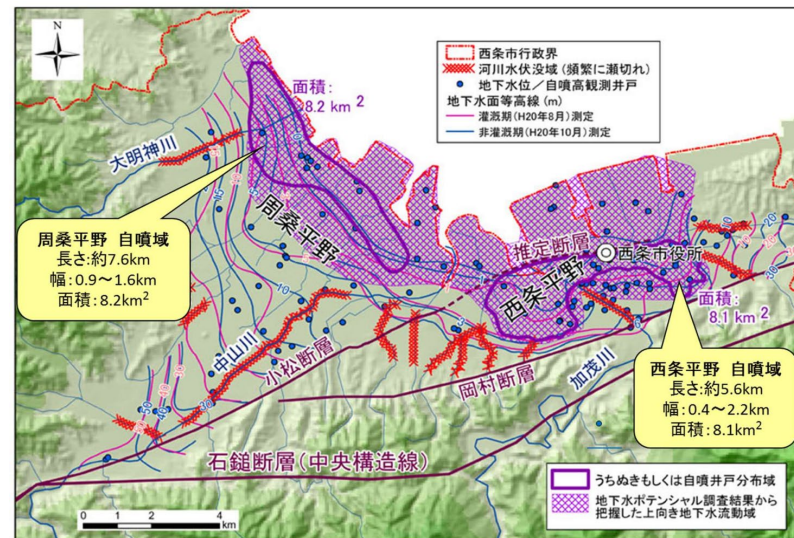 N
西条市行政界
河川水伏没域（頻繁に瀬切れ）
地下水位／自噴高観測井戸
地下水面等高線（m）
灌漑期（H20年8月）測定
非灌漑期（H20年10月）測定
面積：
8.2 km²
大明神川
周桑平野 自噴域
長さ：約7.6km
幅：0.9～1.6km
面積：8.2km²
周桑平野
推定断層
西条市役所
西条平野
面積：
8.1 km²
中山川
小松断層
岡村断層
加茂川
西条平野 自噴域
長さ：約5.6km
幅：0.4～2.2km
面積：8.1km²
石鎚断層（中央構造線）
うちぬきもしくは自噴井戸分布域
地下水ポテンシャル調査結果から
把握した上向き地下水流動域
0 1 2 4
km